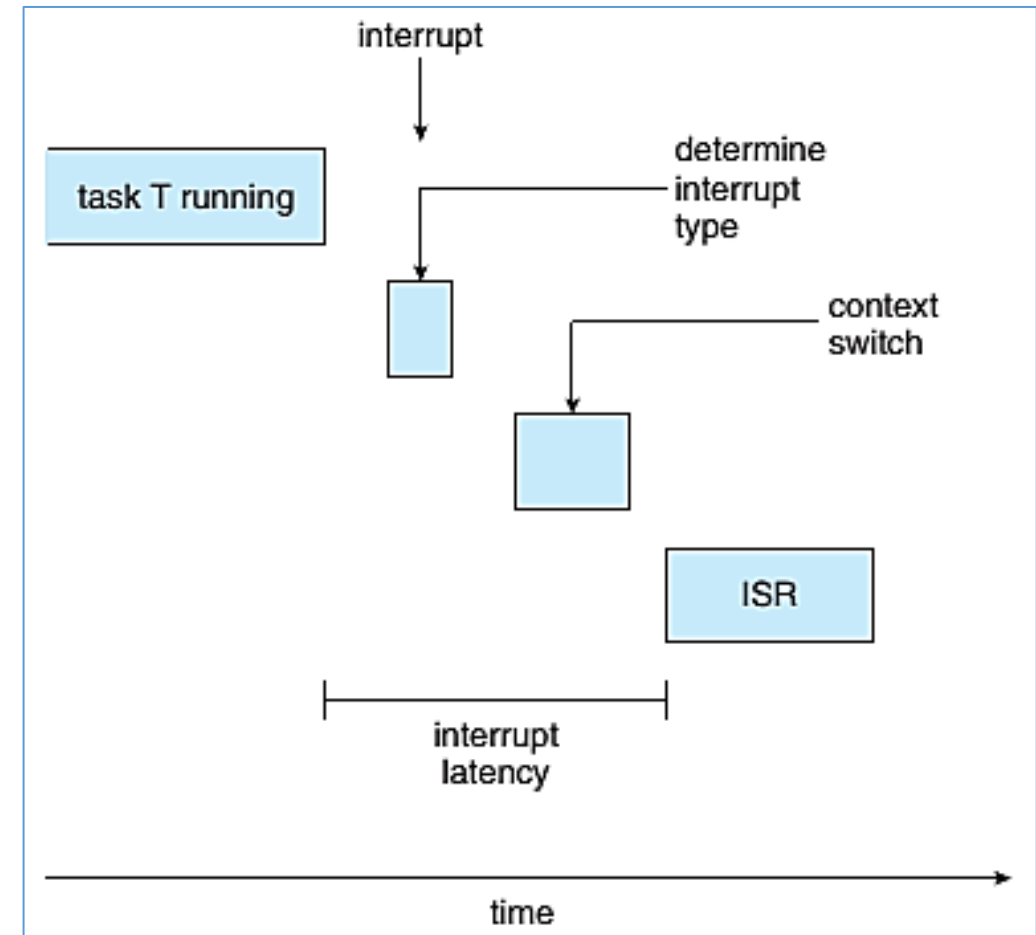 interrupt
task T running
determine
interrupt
type
context
switch
ISR
interrupt
latency
time